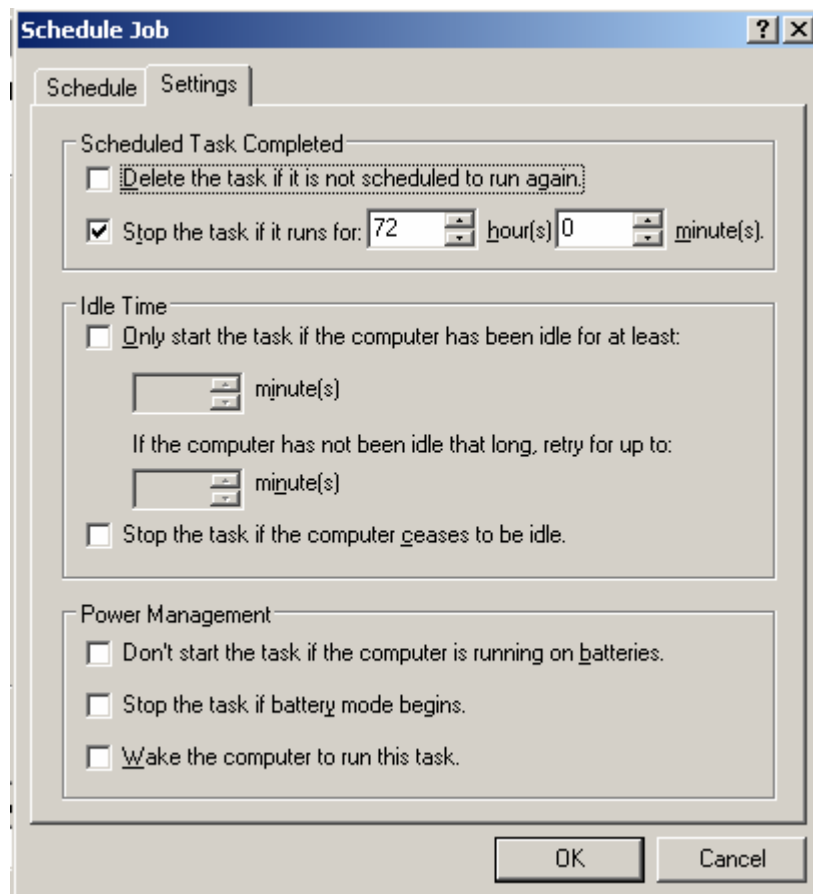 Schedule Job
Schedule Settings
Scheduled Task Completed
Delete the task if it is not scheduled to run again.
Stop the task if it runs for: 72 hour(s) 0 minute(s).
Idle Time
Only start the task if the computer has been idle for at least:
minute(s)
If the computer has not been idle that long, retry for up to:
minute(s)
Stop the task if the computer ceases to be idle.
Power Management
Don't start the task if the computer is running on batteries.
Stop the task if battery mode begins.
Wake the computer to run this task.
OK Cancel